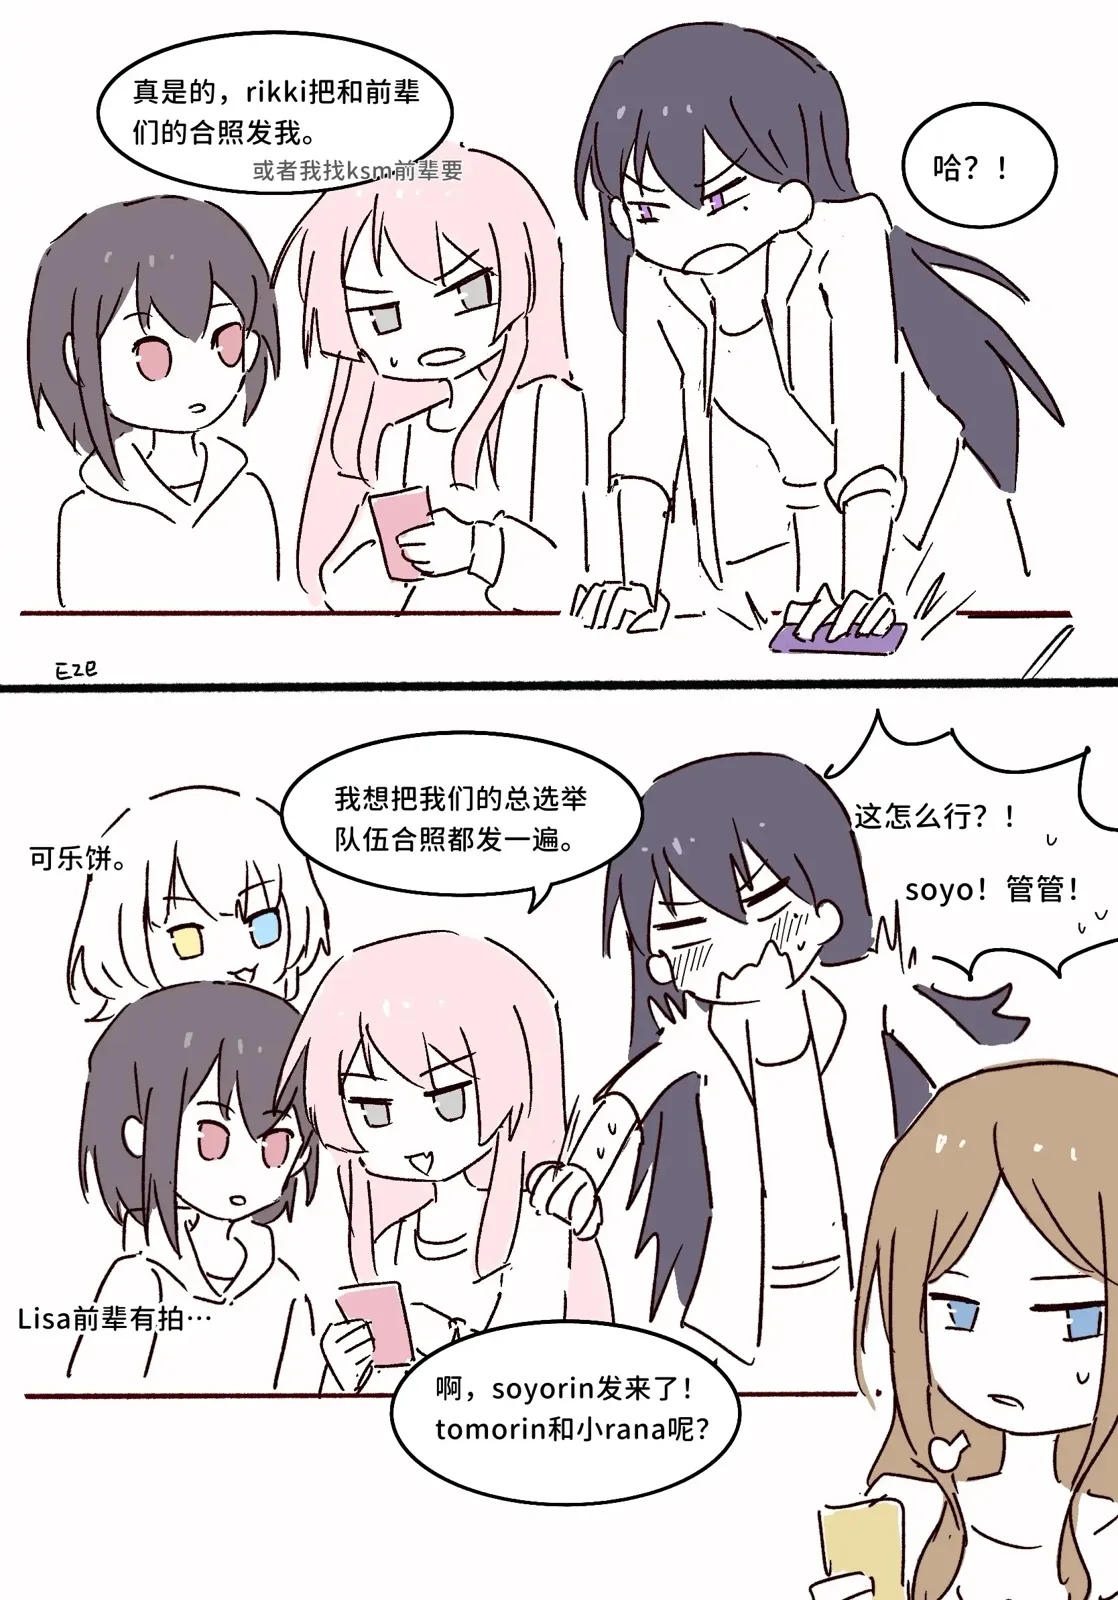 真是的，rikki把和前辈
们的合照发我。
或者我找ksm前辈要
哈？！
Eze
我想把我们的总选举
队伍合照都发一遍。
可乐饼。
这怎么行？！
soyo！管管！
Lisa前辈有拍…
啊，soyorin发来了！
tomorin和小rana呢？